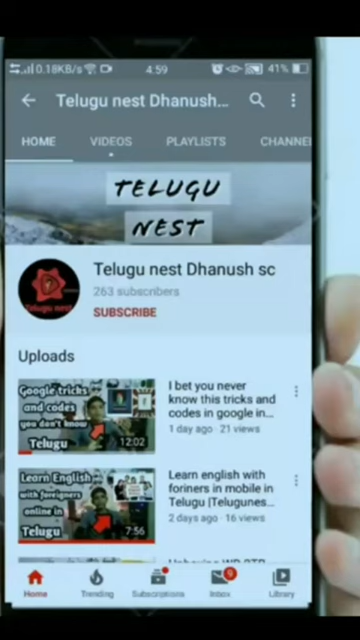 0.18KB/s 4:59 41%
Telugu nest Dhanush...
HOME VIDEOS PLAYLISTS CHANNEL
TELUGU
NEST
Telugu nest Dhanush sc
263 subscribers
SUBSCRIBE
Uploads
Google tricks
and codes
you don't know
Telugu
12:02
I bet you never
know this tricks and
codes in google in...
1 day ago · 21 views
Learn English
with foreigners
online in
Telugu
7:56
Learn english with
foriners in mobile in
Telugu |Telugunes...
2 days ago · 16 views
Home Trending Subscriptions Inbox Library